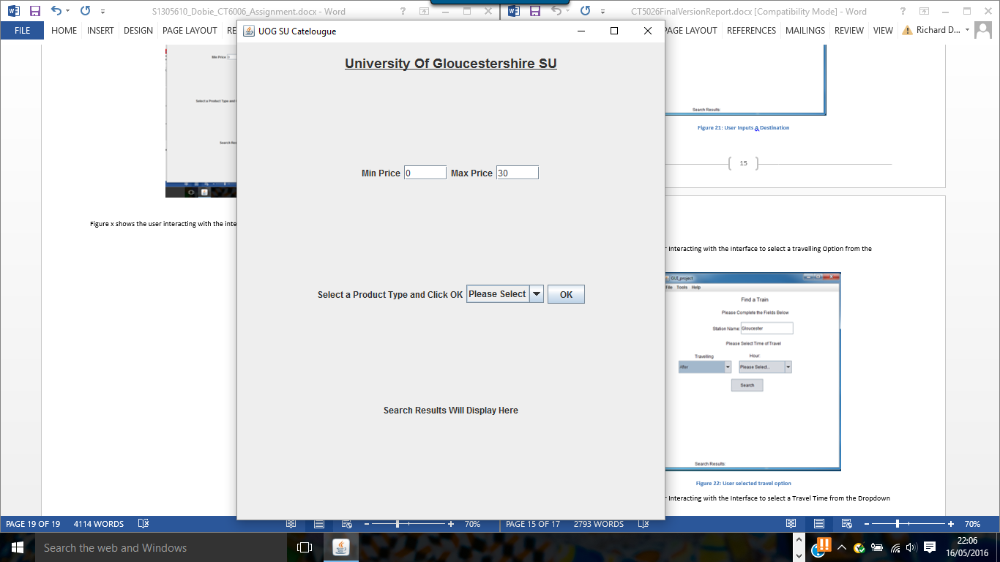 S1305610_Dobie_CT6006_Assignment.docx - Word
CT5026FinalVersionReport.docx [Compatibility Mode] - Word
FILE HOME INSERT DESIGN PAGE LAYOUT RE
PAGE LAYOUT REFERENCES MAILINGS REVIEW VIEW Richard D...
Min Price 0
Select a Product Type and
Search Res
Figure x shows the user interacting with the inte
UOG SU Catelougue
University Of Gloucestershire SU
Min Price 0 Max Price 30
Select a Product Type and Click OK Please Select OK
Search Results Will Display Here
Search Results:
Figure 21: User Inputs A Destination
15
r Interacting with the Interface to select a travelling Option from the
GUI_project
File Tools Help
Find a Train
Please Complete the Fields Below
Station Name: Gloucester
Please Select Time of Travel
Travelling Hour:
After Please Select...
Search
Search Results:
Figure 22: User selected travel option
r Interacting with the Interface to select a Travel Time from the Dropdown
PAGE 19 OF 19 4114 WORDS 70%
PAGE 15 OF 17 2793 WORDS 70%
Search the web and Windows
22:06
16/05/2016